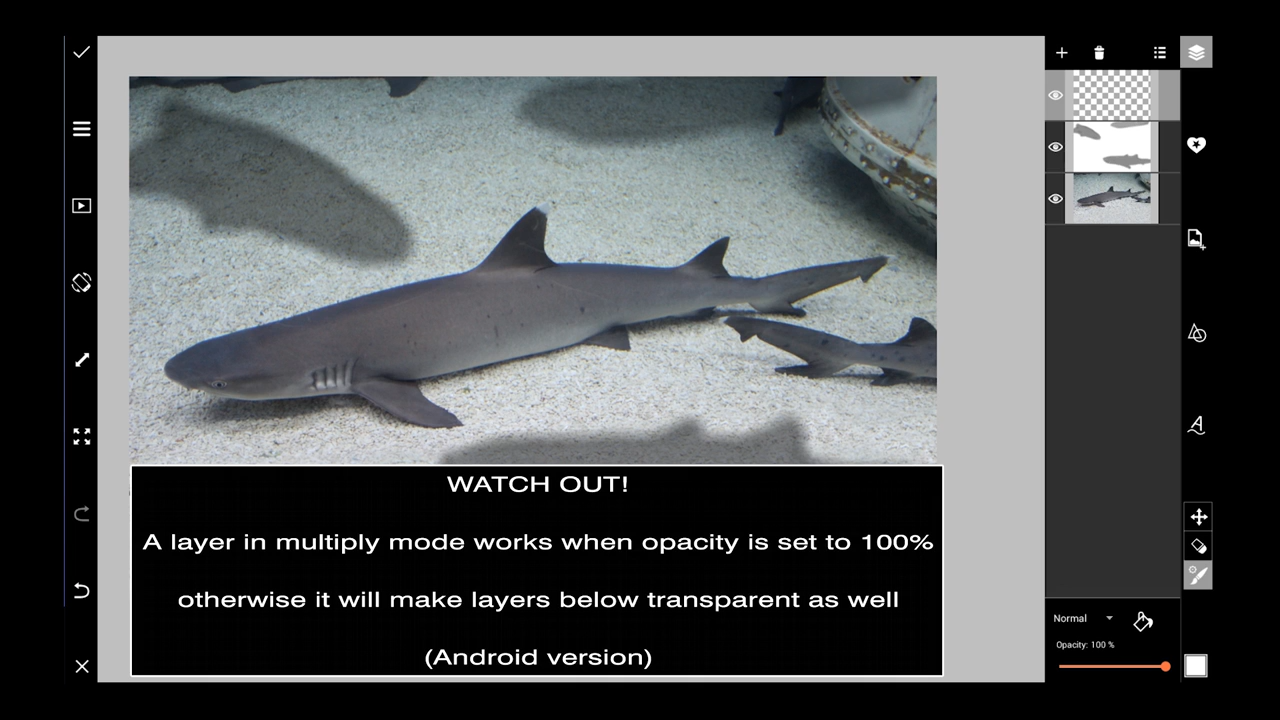 WATCH OUT!
A layer in multiply mode works when opacity is set to 100%
otherwise it will make layers below transparent as well
(Android version)
Normal
Opacity: 100 %